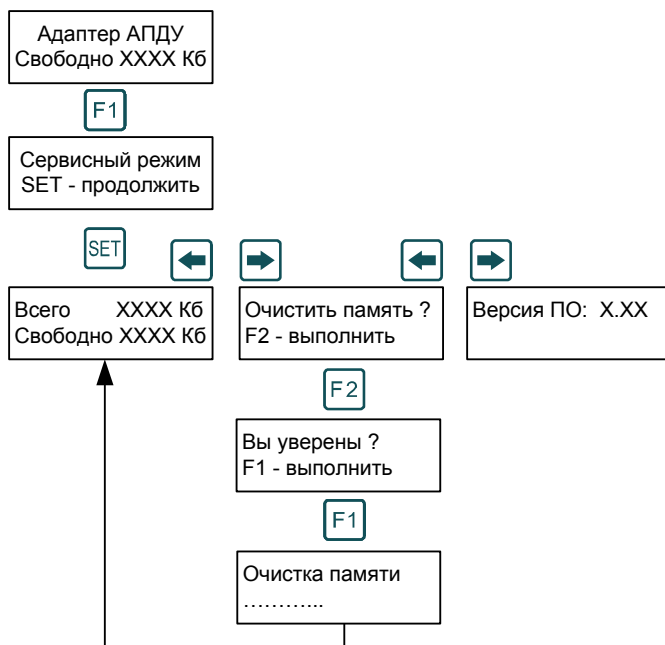 Адаптер АПДУ
Свободно XXXX Кб
F1
Сервисный режим
SET - продолжить
SET
Всего XXXX Кб
Свободно XXXX Кб
Очистить память ?
F2 - выполнить
Версия ПО: X.XX
F2
Вы уверены ?
F1 - выполнить
F1
Очистка памяти
………...